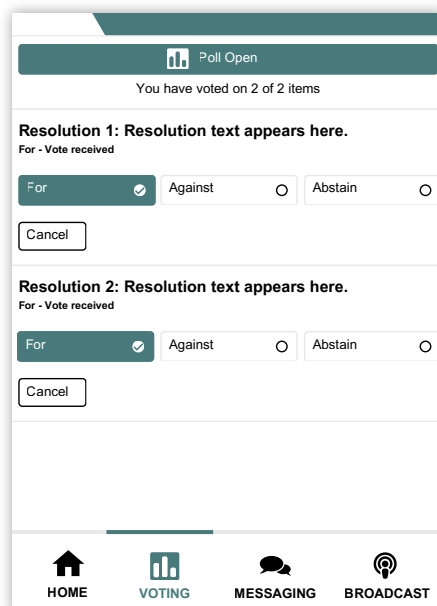 Poll Open
You have voted on 2 of 2 items
Resolution 1: Resolution text appears here.
For - Vote received
For Against Abstain
Cancel
Resolution 2: Resolution text appears here.
For - Vote received
For Against Abstain
Cancel
HOME VOTING MESSAGING BROADCAST